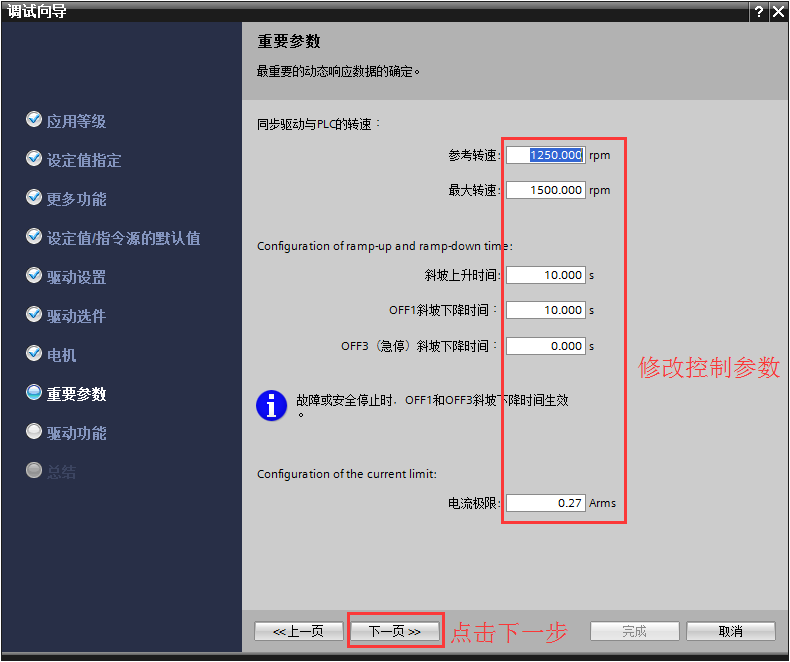 调试向导
? ×
重要参数
最重要的动态响应数据的确定。
应用等级
设定值指定
更多功能
设定值/指令源的默认值
驱动设置
驱动选件
电机
重要参数
驱动功能
总结
同步驱动与PLC的转速：
参考转速: 1250.000 rpm
最大转速: 1500.000 rpm
Configuration of ramp-up and ramp-down time:
斜坡上升时间: 10.000 s
OFF1斜坡下降时间： 10.000 s
OFF3（急停）斜坡下降时间： 0.000 s
修改控制参数
故障或安全停止时，OFF1和OFF3斜坡下降时间生效
。
Configuration of the current limit:
电流极限: 0.27 Arms
<<上一页
下一页 >>
点击下一步
完成
取消